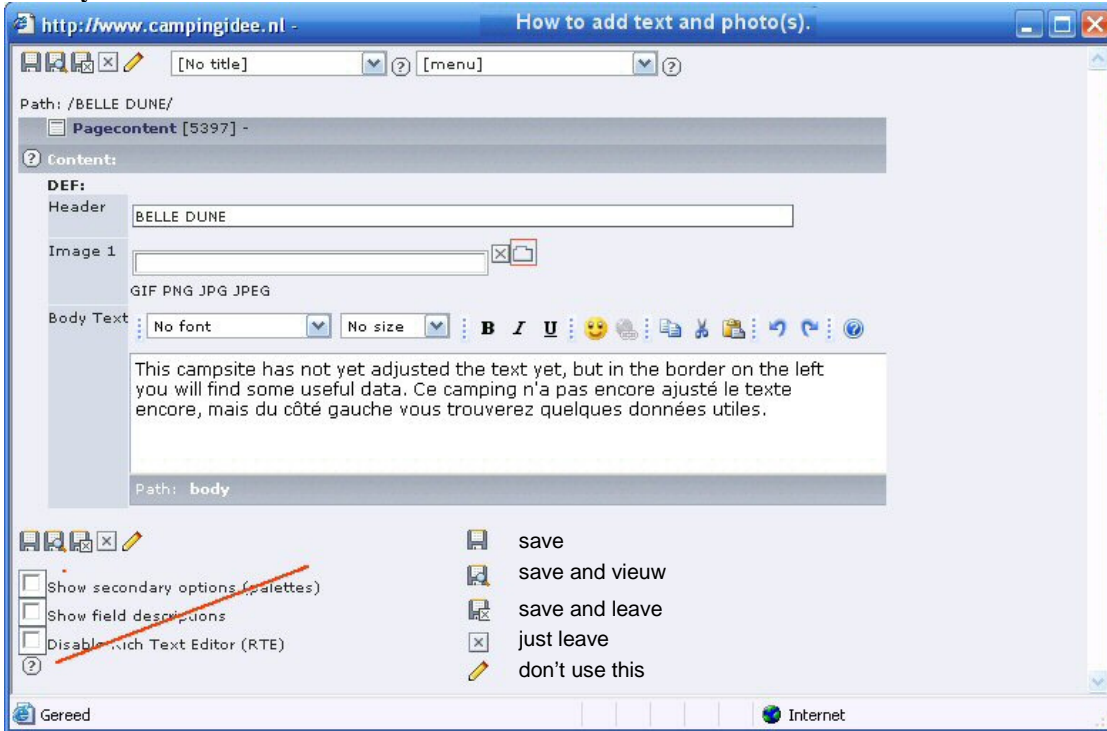 http://www.campingidee.nl - How to add text and photo(s).
[No title] [menu]
Path: /BELLE DUNE/
Pagecontent [5397] -
Content:
DEF:
Header
BELLE DUNE
Image 1
GIF PNG JPG JPEG
Body Text
No font No size B I U
This campsite has not yet adjusted the text yet, but in the border on the left
you will find some useful data. Ce camping n'a pas encore ajusté le texte
encore, mais du côté gauche vous trouverez quelques données utiles.
Path: body
save
save and vieuw
save and leave
just leave
don't use this
Show secondary options (palettes)
Show field descriptions
Disable Rich Text Editor (RTE)
Gereed Internet